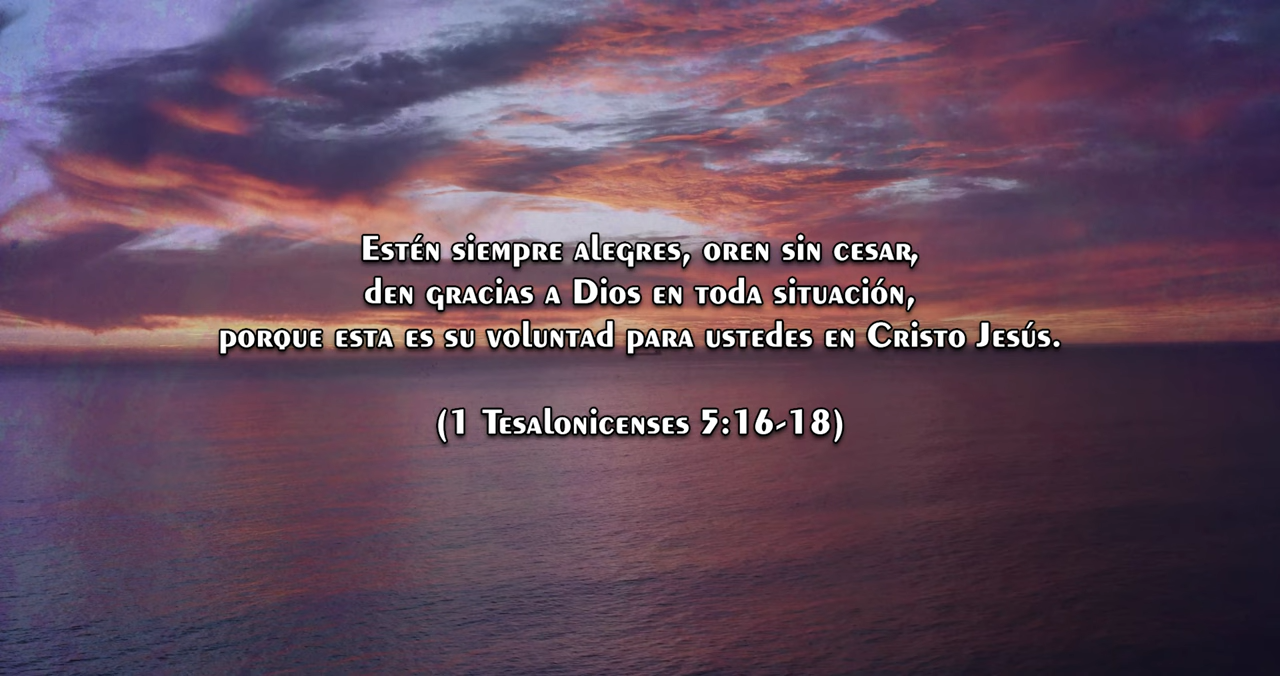 Estén siempre alegres, oren sin cesar,
den gracias a Dios en toda situación,
porque esta es su voluntad para ustedes en Cristo Jesús.
(1 Tesalonicenses 5:16-18)